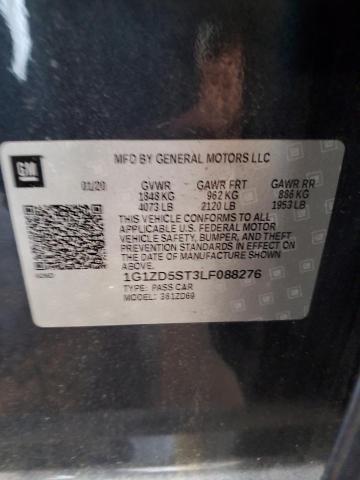 GM
MFD BY GENERAL MOTORS LLC
01/20 GVWR GAWR FRT GAWR RR
1848 KG 962 KG 886 KG
4073 LB 2120 LB 1953 LB
THIS VEHICLE CONFORMS TO ALL
APPLICABLE U.S. FEDERAL MOTOR
VEHICLE SAFETY, BUMPER, AND THEFT
PREVENTION STANDARDS IN EFFECT ON
THE DATE OF MANUFACTURE SHOWN
ABOVE.
1G1ZD5ST3LF088276
TYPE: PASS CAR
MODEL: 381ZD69